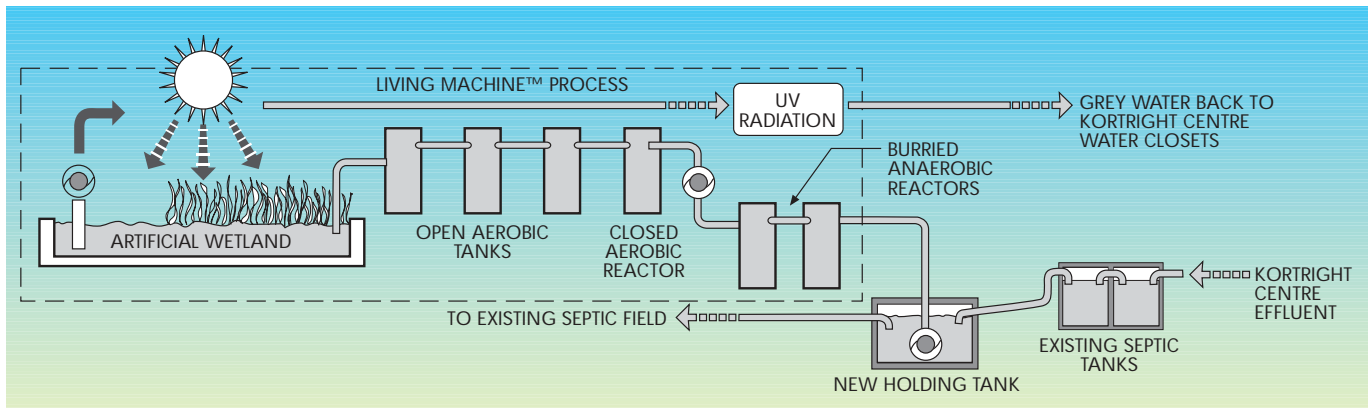 LIVING MACHINE™ PROCESS
UV
RADIATION
GREY WATER BACK TO
KORTRIGHT CENTRE
WATER CLOSETS
BURRIED
ANAEROBIC
REACTORS
ARTIFICIAL WETLAND
OPEN AEROBIC
TANKS
CLOSED
AEROBIC
REACTOR
KORTRIGHT
CENTRE
EFFLUENT
TO EXISTING SEPTIC FIELD
EXISTING SEPTIC
TANKS
NEW HOLDING TANK